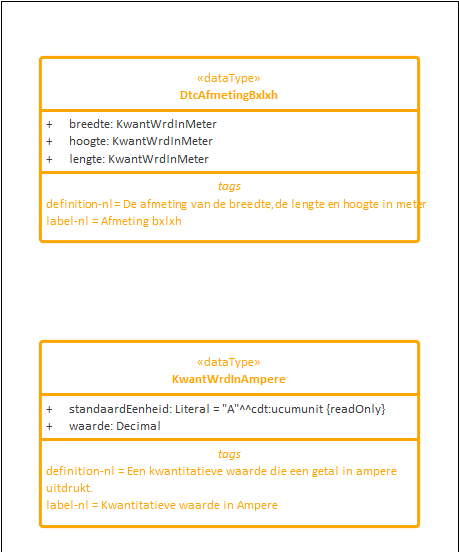 «dataType»
DtcAfmetingBxlxh
+ breedte: KwantWrdInMeter
+ hoogte: KwantWrdInMeter
+ lengte: KwantWrdInMeter
tags
definition-nl = De afmeting van de breedte, de lengte en hoogte in meter
label-nl = Afmeting bxlxh
«dataType»
KwantWrdInAmpere
+ standaardEenheid: Literal = "A"^^cdt:ucumunit {readOnly}
+ waarde: Decimal
tags
definition-nl = Een kwantitatieve waarde die een getal in ampere
uitdrukt.
label-nl = Kwantitatieve waarde in Ampere